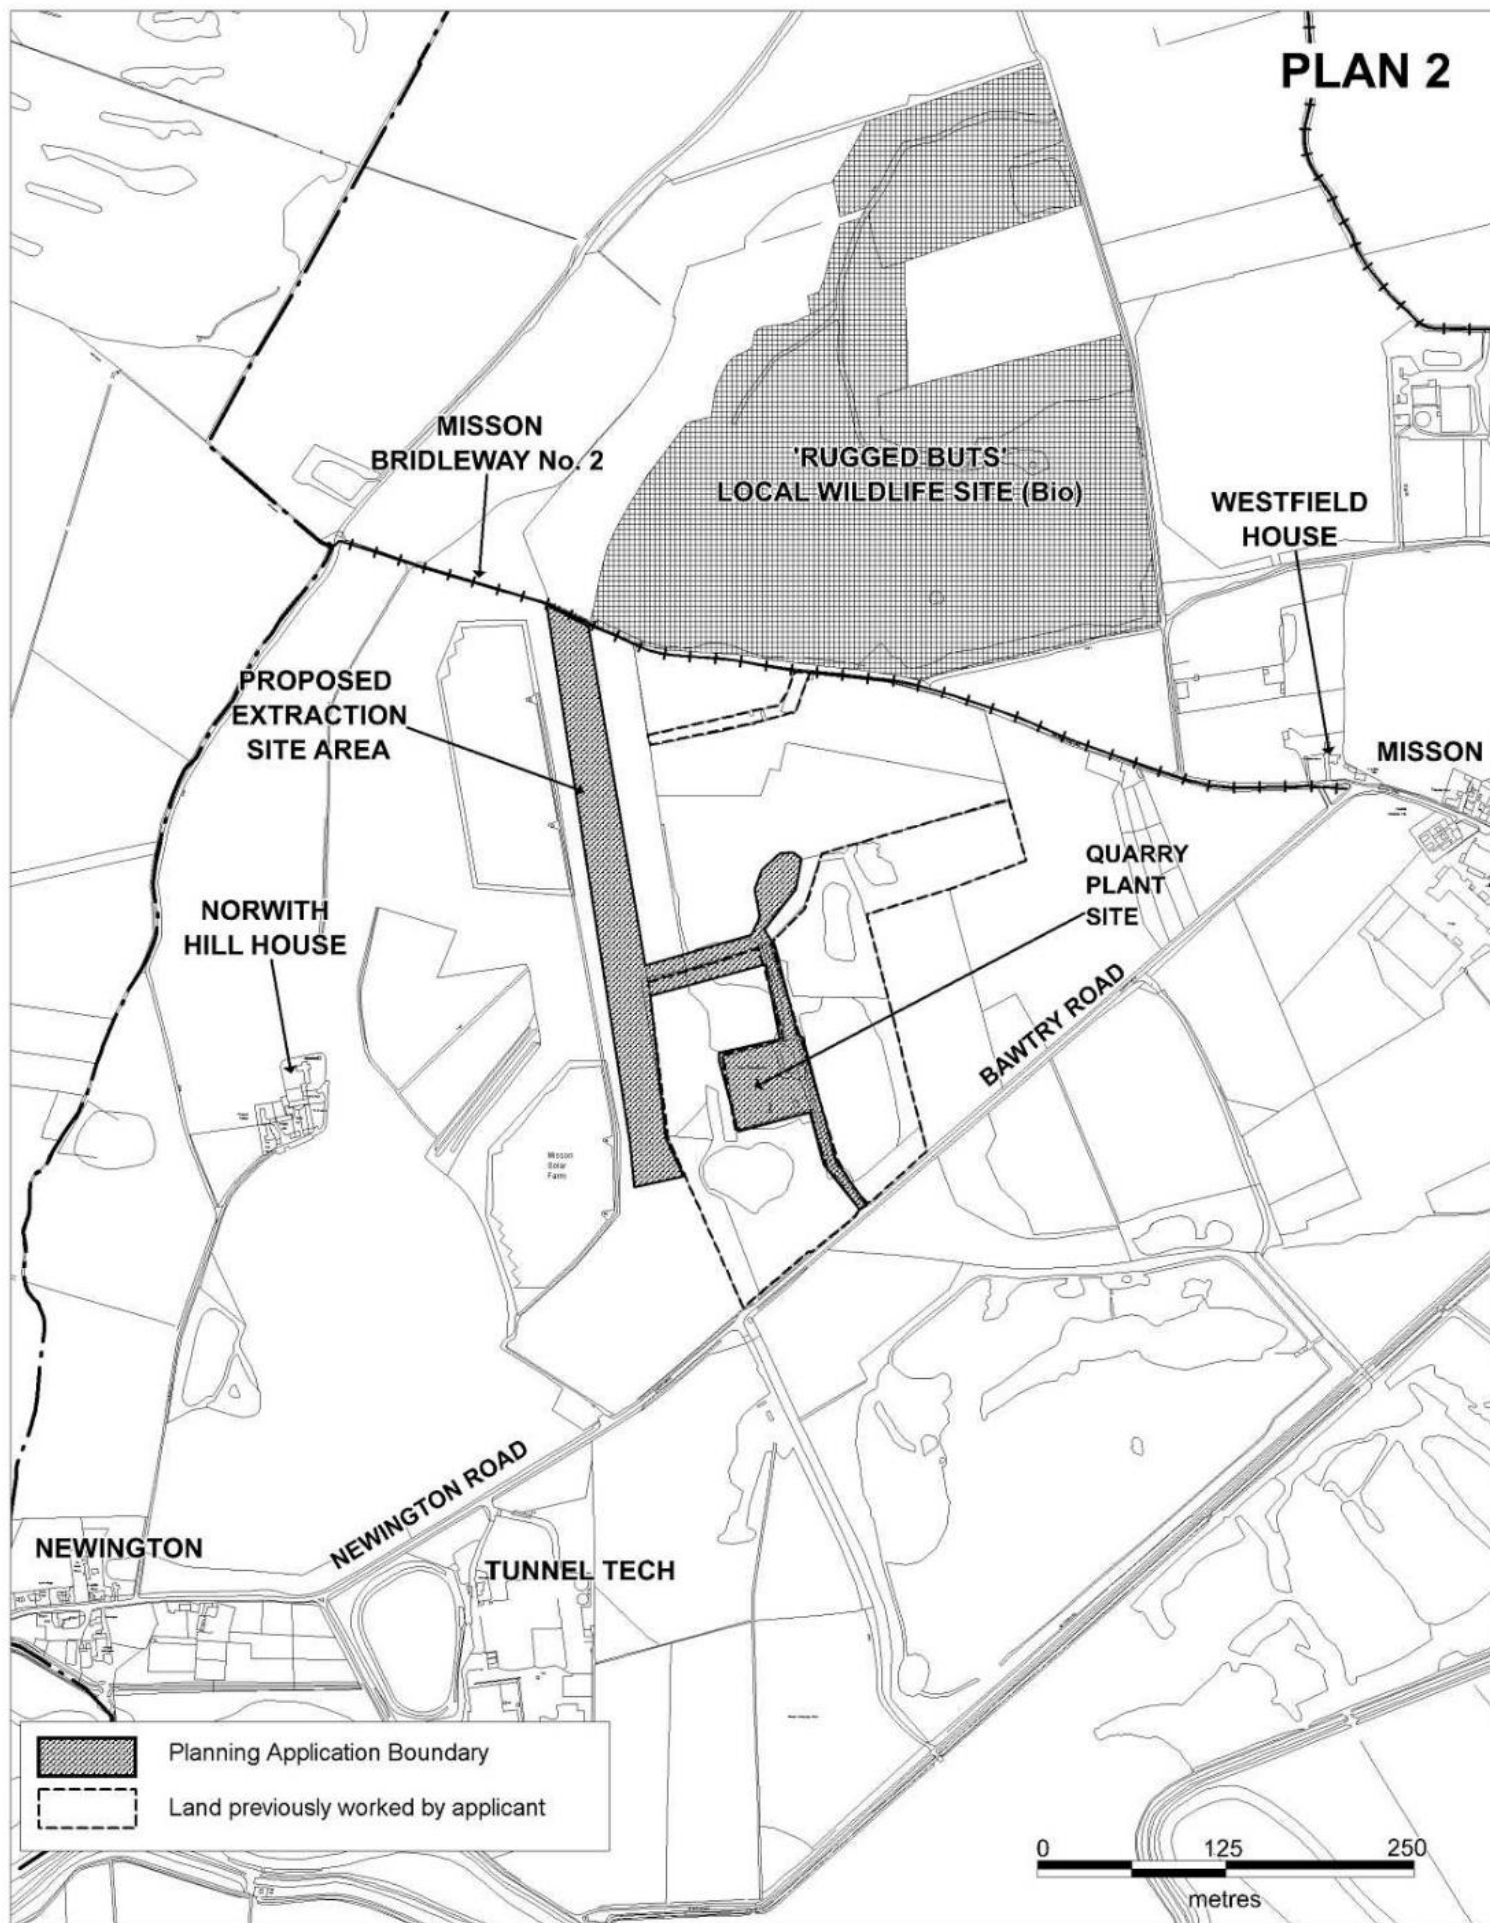 PLAN 2
MISSON
BRIDLEWAY No. 2
'RUGGED BUTS'
LOCAL WILDLIFE SITE (Bio)
WESTFIELD
HOUSE
PROPOSED
EXTRACTION
SITE AREA
MISSON
QUARRY
PLANT
SITE
NORWITH
HILL HOUSE
BAWTRY ROAD
Misson
Solar
Farm
NEWINGTON ROAD
NEWINGTON
TUNNEL TECH
Planning Application Boundary
Land previously worked by applicant
0 125 250
metres